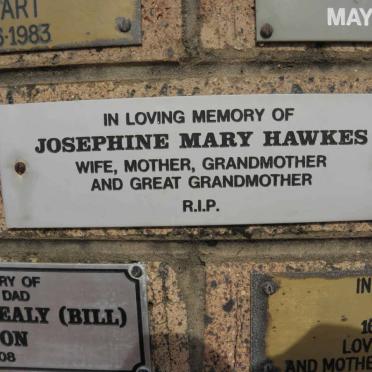 MAY
ART
6-1983
IN LOVING MEMORY OF
JOSEPHINE MARY HAWKES
WIFE, MOTHER, GRANDMOTHER
AND GREAT GRANDMOTHER
R.I.P.
RY OF
DAD
EALY (BILL)
ON
08
IN
LOV
AND MOTHE